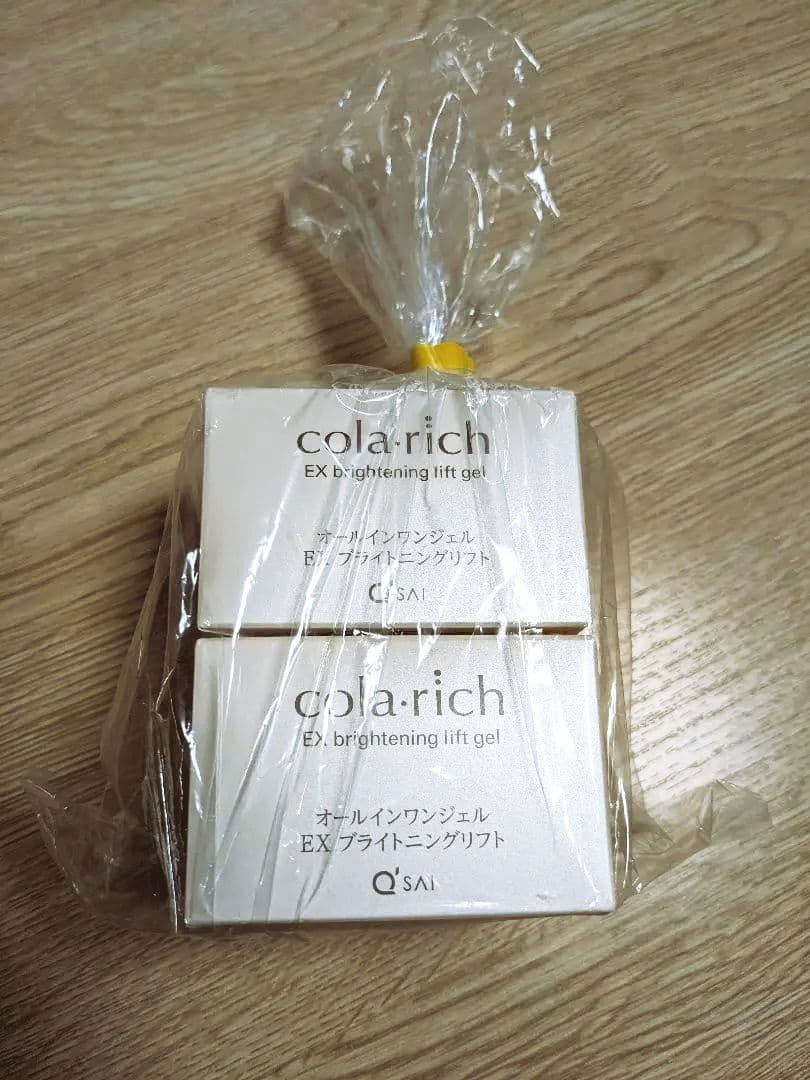 cola·rich
EX brightening lift gel
オールインワンジェル
EX ブライトニングリフト
Q'SAI
cola·rich
EX brightening lift gel
オールインワンジェル
EX ブライトニングリフト
Q'SAI